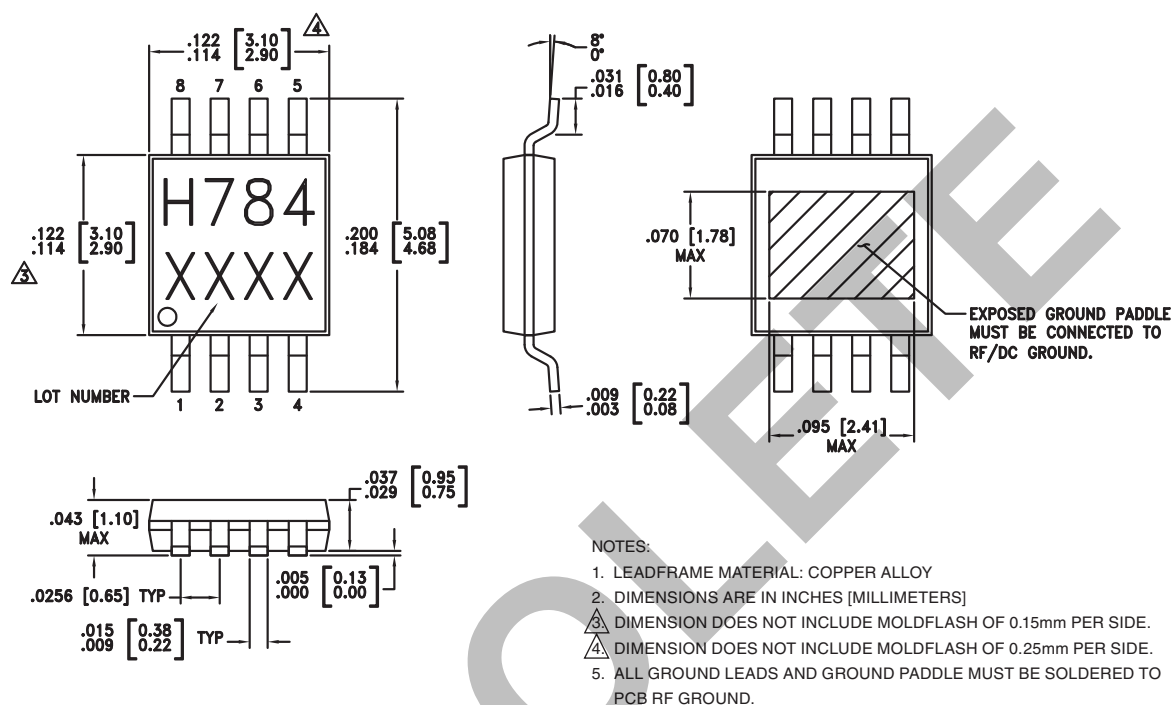 .122 [3.10]
.114 [2.90]
4
8 7 6 5
H784
XXXX
.122 [3.10]
.114 [2.90]
3
.200 [5.08]
.184 [4.68]
LOT NUMBER
1 2 3 4
8°
0°
.031 [0.80]
.016 [0.40]
.009 [0.22]
.003 [0.08]
.070 [1.78]
MAX
EXPOSED GROUND PADDLE
MUST BE CONNECTED TO
RF/DC GROUND.
.095 [2.41]
MAX
.037 [0.95]
.029 [0.75]
.043 [1.10]
MAX
.005 [0.13]
.000 [0.00]
.0256 [0.65] TYP
.015 [0.38]
.009 [0.22] TYP
NOTES:
1. LEADFRAME MATERIAL: COPPER ALLOY
2. DIMENSIONS ARE IN INCHES [MILLIMETERS]
3. DIMENSION DOES NOT INCLUDE MOLDFLASH OF 0.15mm PER SIDE.
4. DIMENSION DOES NOT INCLUDE MOLDFLASH OF 0.25mm PER SIDE.
5. ALL GROUND LEADS AND GROUND PADDLE MUST BE SOLDERED TO
PCB RF GROUND.
OLETE